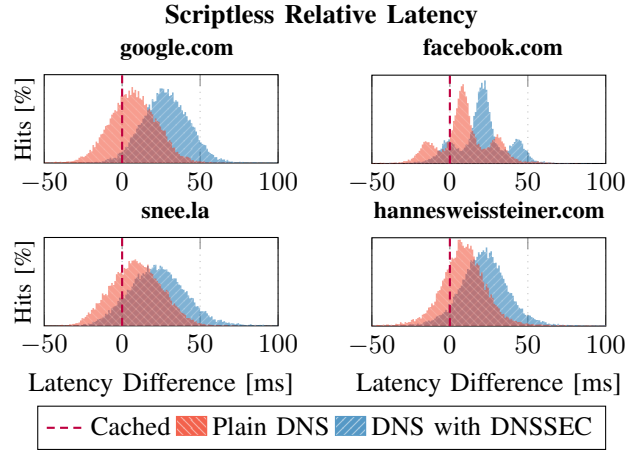 Scriptless Relative Latency
google.com facebook.com
Hits [%]
−50 0 50 100 −50 0 50 100
snee.la hannesweissteiner.com
Hits [%]
−50 0 50 100 −50 0 50 100
Latency Difference [ms] Latency Difference [ms]
Cached Plain DNS DNS with DNSSEC